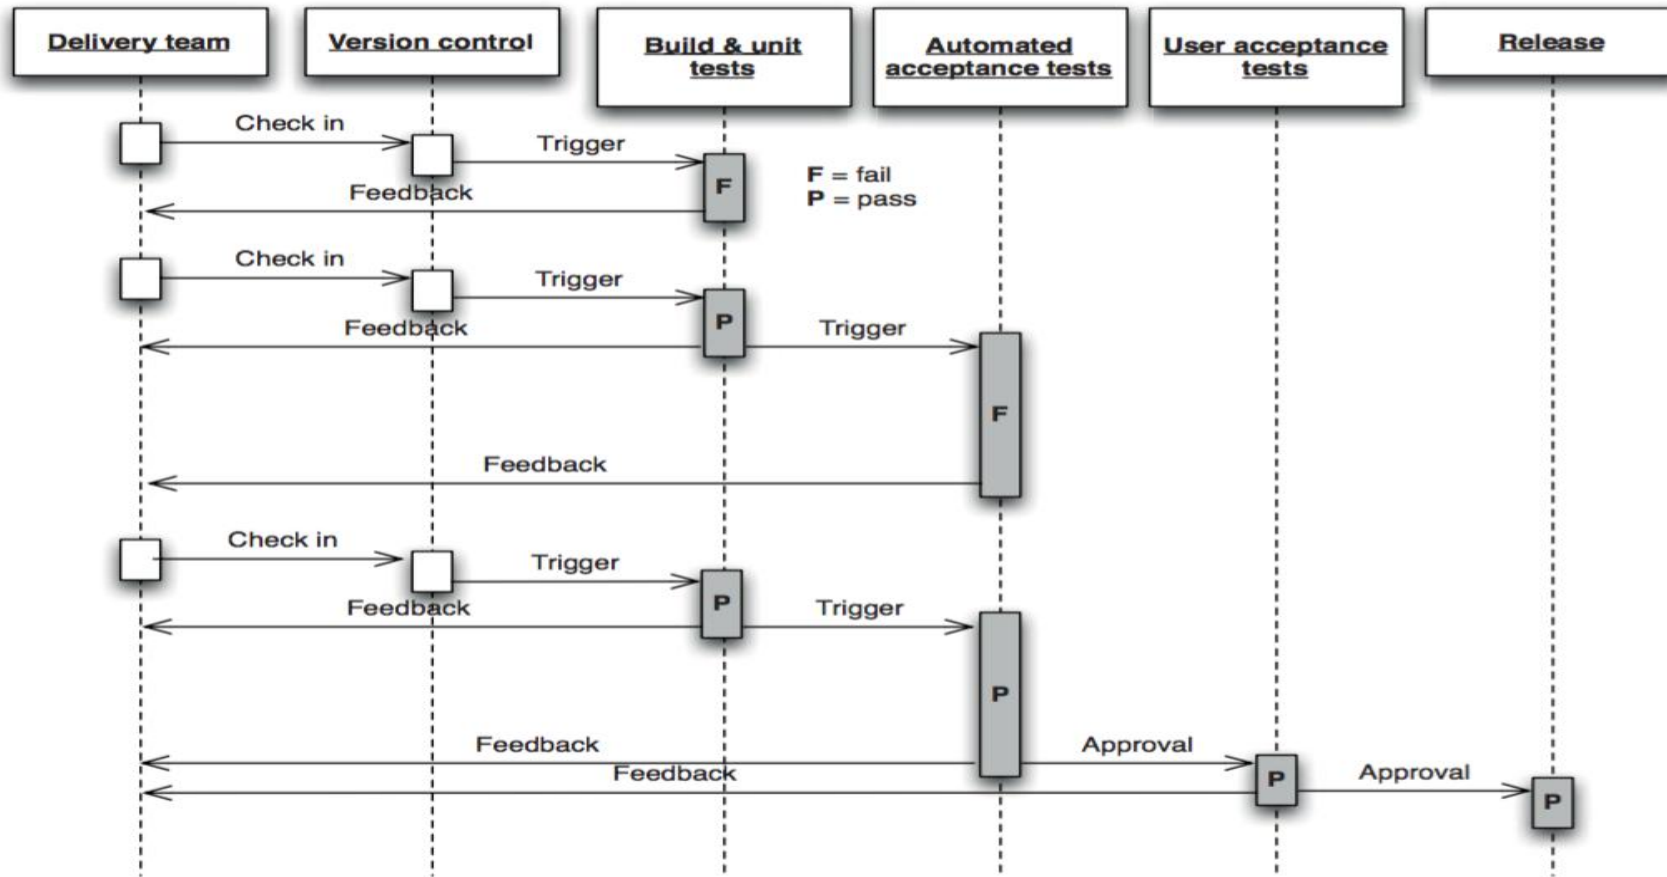 Delivery team
Version control
Build & unit
tests
Automated
acceptance tests
User acceptance
tests
Release
Check in
Trigger
F
F = fail
P = pass
Feedback
Check in
Trigger
P
Feedback
Trigger
F
Feedback
Check in
Trigger
P
Feedback
Trigger
P
Feedback
Approval
Feedback
P
Approval
P